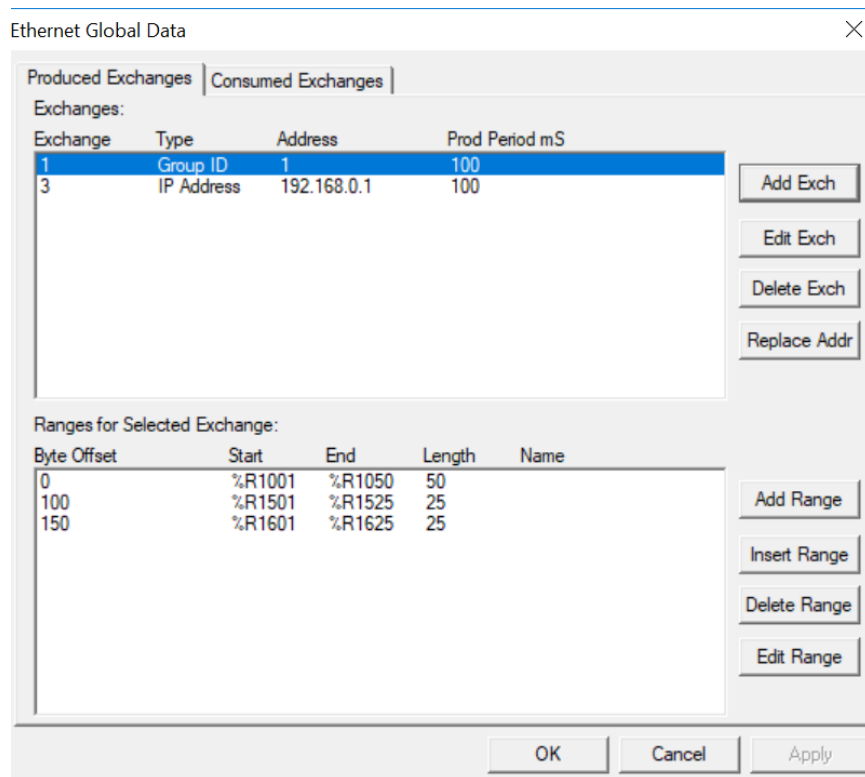 Ethernet Global Data
Produced Exchanges Consumed Exchanges
Exchanges:
Exchange Type Address Prod Period mS
1 Group ID 1 100
3 IP Address 192.168.0.1 100
Add Exch
Edit Exch
Delete Exch
Replace Addr
Ranges for Selected Exchange:
Byte Offset Start End Length Name
0 %R1001 %R1050 50
100 %R1501 %R1525 25
150 %R1601 %R1625 25
Add Range
Insert Range
Delete Range
Edit Range
OK Cancel Apply